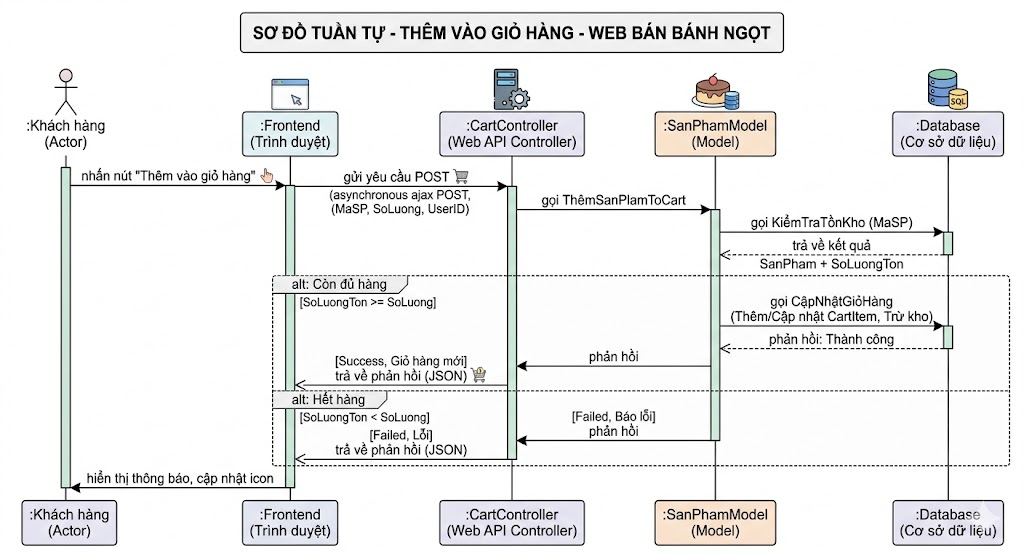 SƠ ĐỒ TUẦN TỰ - THÊM VÀO GIỎ HÀNG - WEB BÁN BÁNH NGỌT
:Khách hàng
(Actor)
:Frontend
(Trình duyệt)
:CartController
(Web API Controller)
:SanPhamModel
(Model)
SQL
:Database
(Cơ sở dữ liệu)
nhấn nút "Thêm vào giỏ hàng"
gửi yêu cầu POST
(asynchronous ajax POST,
(MaSP, SoLuong, UserID)
gọi ThêmSanPlamToCart
gọi KiểmTraTồnKho (MaSP)
trả về kết quả
SanPham + SoLuongTon
alt: Còn đủ hàng
[SoLuongTon >= SoLuong]
gọi CậpNhậtGiỏHàng
(Thêm/Cập nhật CartItem, Trừ kho)
phản hồi: Thành công
phản hồi
[Success, Giỏ hàng mới]
trả về phản hồi (JSON)
alt: Hết hàng
[SoLuongTon < SoLuong]
[Failed, Báo lỗi]
phản hồi
[Failed, Lỗi]
trả về phản hồi (JSON)
hiển thị thông báo, cập nhật icon
:Khách hàng
(Actor)
:Frontend
(Trình duyệt)
:CartController
(Web API Controller)
:SanPhamModel
(Model)
:Database
(Cơ sở dữ liệu)